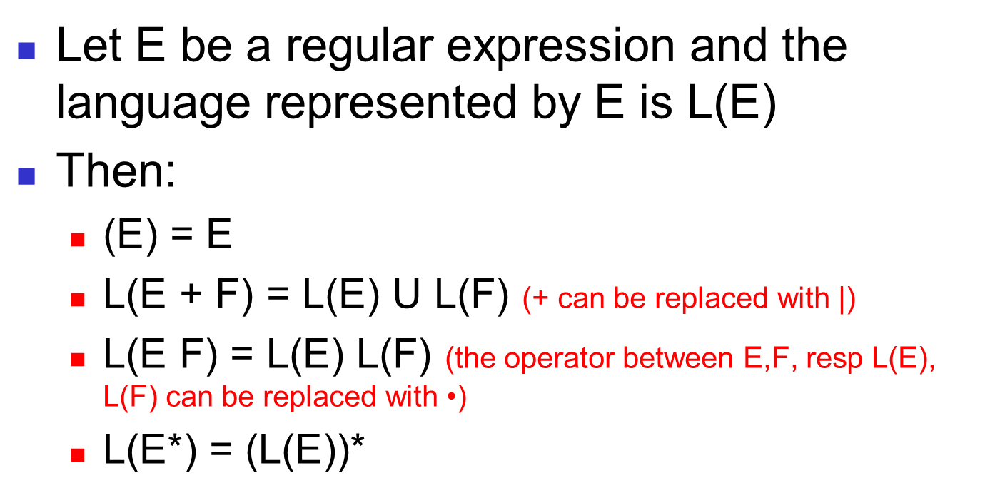 Let E be a regular expression and the
language represented by E is L(E)
Then:
(E) = E
L(E + F) = L(E) U L(F) (+ can be replaced with |)
L(E F) = L(E) L(F) (the operator between E,F, resp L(E),
L(F) can be replaced with •)
L(E*) = (L(E))*